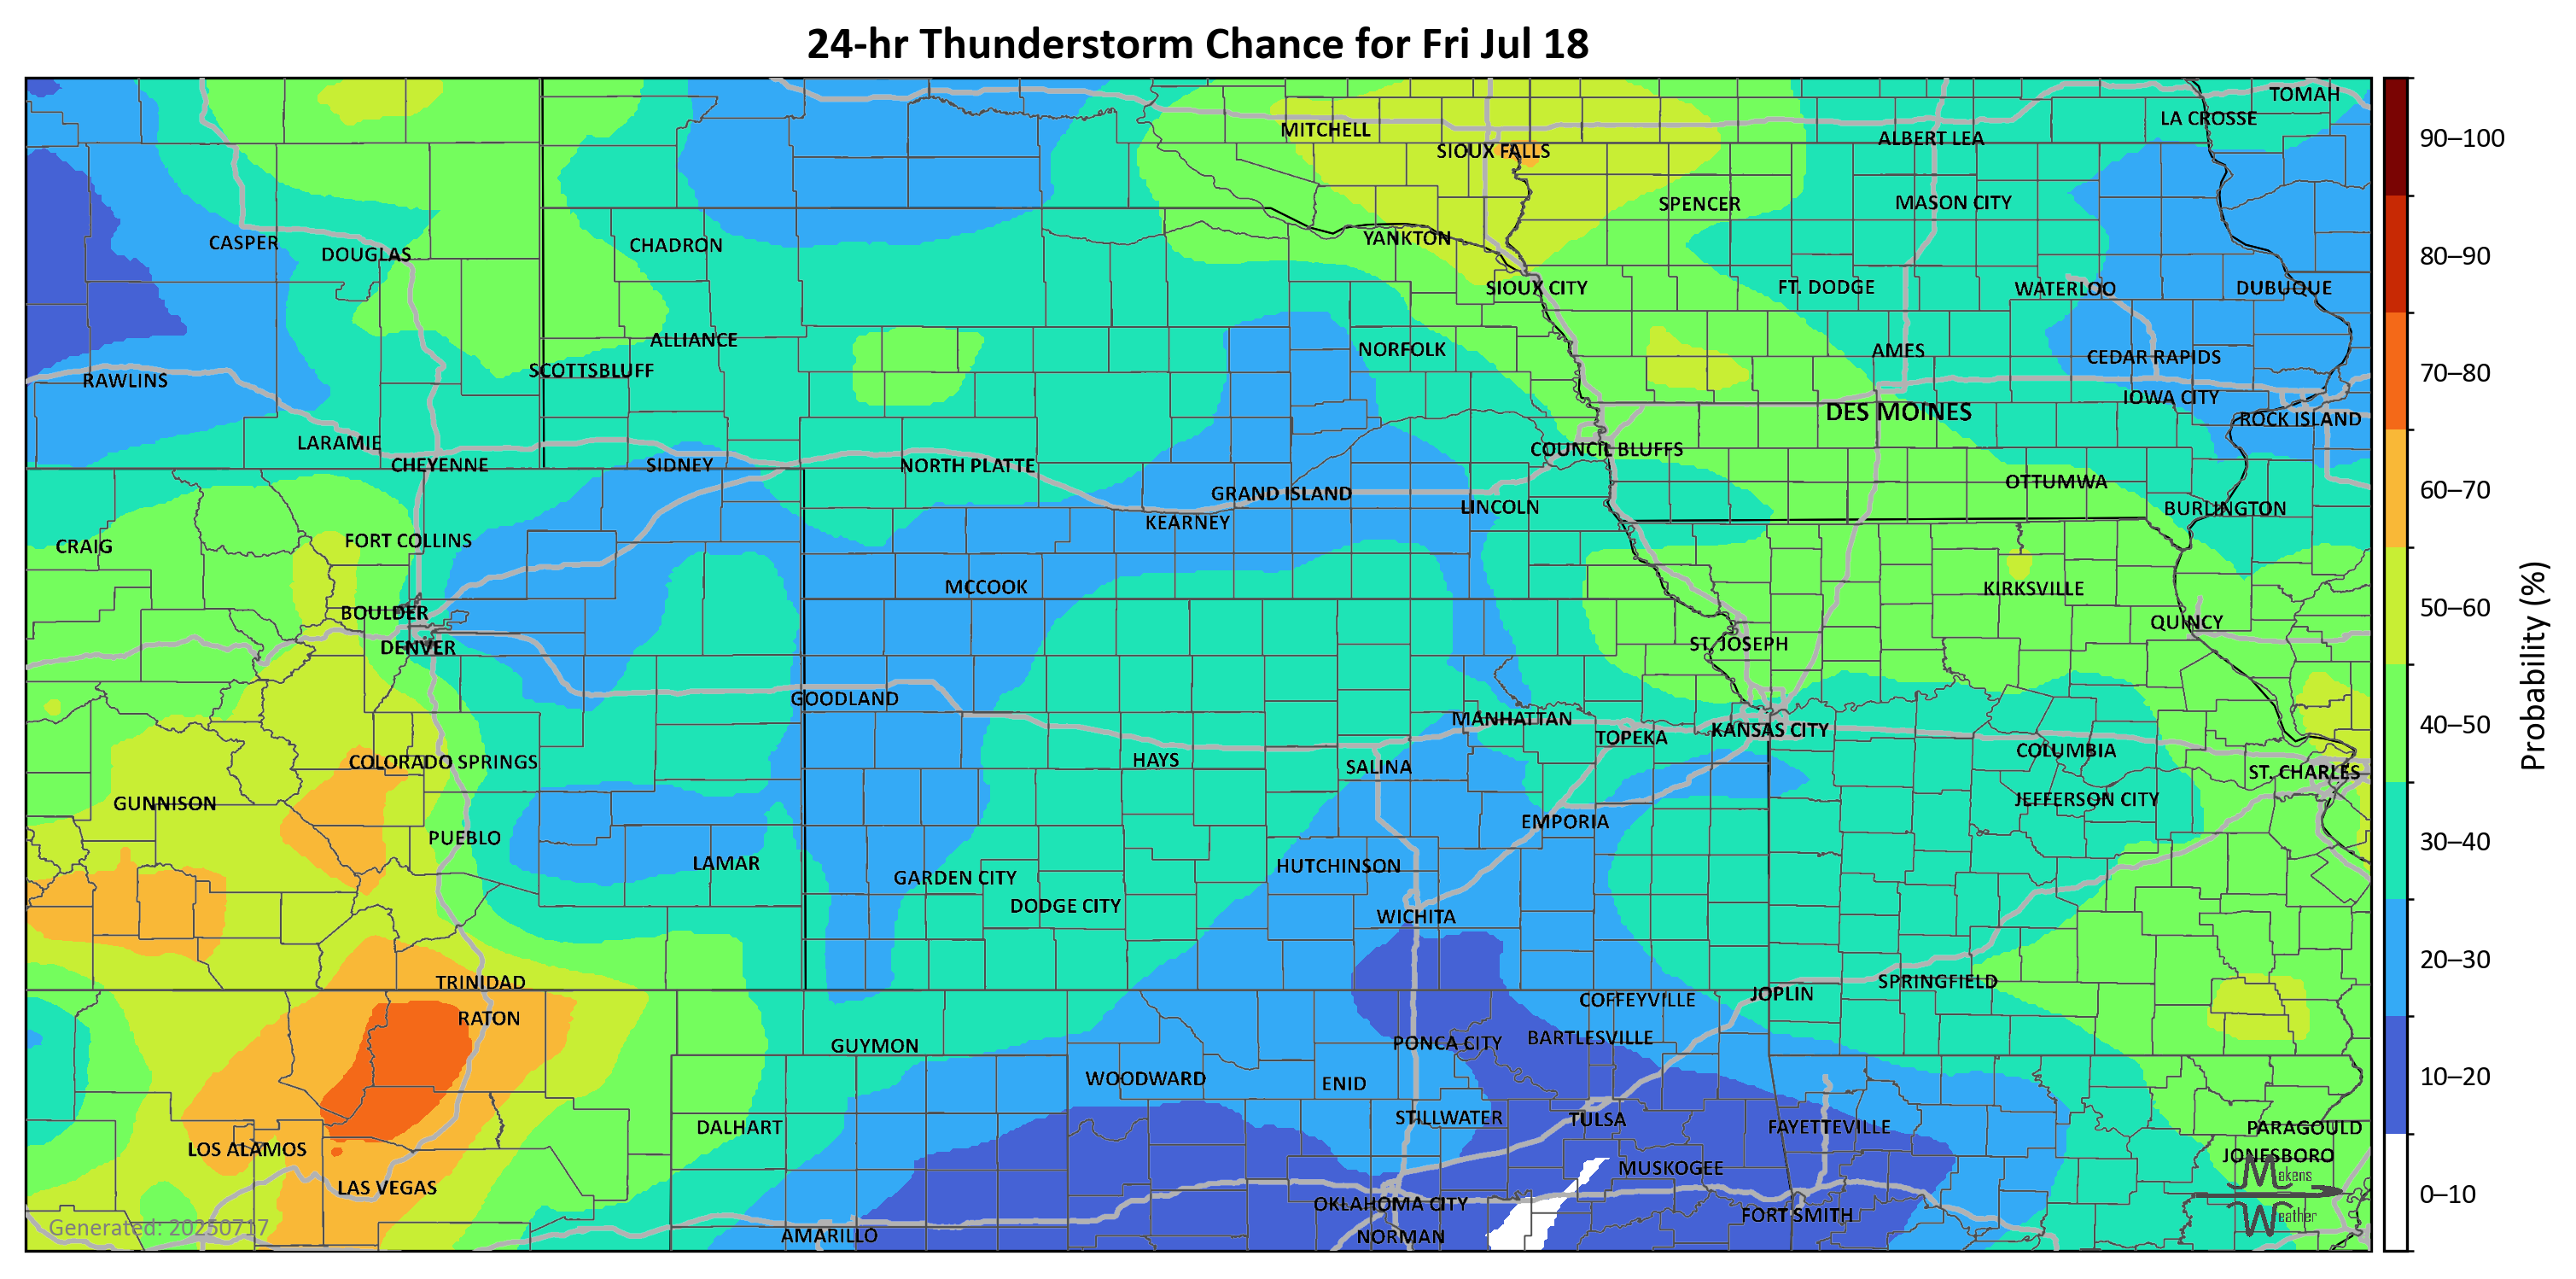 24-hr Thunderstorm Chance for Fri Jul 18
TOMAH
LA CROSSE
MITCHELL
ALBERT LEA
SIOUX FALLS
SPENCER
MASON CITY
YANKTON
CASPER
CHADRON
DOUGLAS
SIOUX CITY
FT. DODGE
WATERLOO
DUBUQUE
ALLIANCE
NORFOLK
AMES
CEDAR RAPIDS
SCOTTSBLUFF
RAWLINS
IOWA CITY
DES MOINES
ROCK ISLAND
LARAMIE
COUNCIL BLUFFS
CHEYENNE
SIDNEY
NORTH PLATTE
OTTUMWA
GRAND ISLAND
LINCOLN
BURLINGTON
KEARNEY
FORT COLLINS
CRAIG
MCCOOK
KIRKSVILLE
BOULDER
QUINCY
DENVER
ST. JOSEPH
GOODLAND
MANHATTAN
KANSAS CITY
TOPEKA
COLUMBIA
COLORADO SPRINGS
HAYS
SALINA
ST. CHARLES
GUNNISON
JEFFERSON CITY
EMPORIA
PUEBLO
LAMAR
HUTCHINSON
GARDEN CITY
DODGE CITY
WICHITA
TRINIDAD
SPRINGFIELD
JOPLIN
COFFEYVILLE
RATON
BARTLESVILLE
GUYMON
PONCA CITY
WOODWARD
ENID
STILLWATER
TULSA
DALHART
FAYETTEVILLE
PARAGOULD
LOS ALAMOS
JONESBORO
MUSKOGEE
LAS VEGAS
OKLAHOMA CITY
FORT SMITH
AMARILLO
NORMAN
Generated: 20250717
Makens
Weather
90–100
80–90
70–80
60–70
50–60
40–50
30–40
20–30
10–20
0–10
Probability (%)